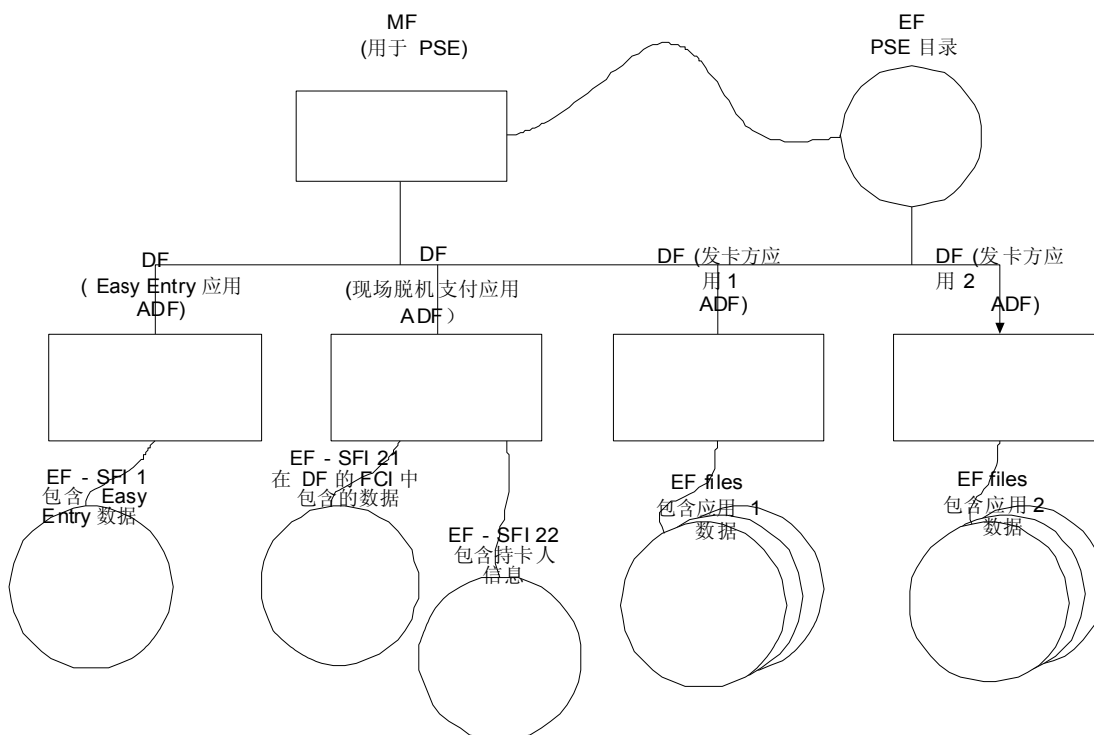 MF
(用于 PSE)
EF
PSE 目录
DF
( Easy Entry 应用
ADF)
DF
(现场脱机支付应用
ADF）
DF (发卡方应
用 1
ADF)
DF (发卡方应
用 2
ADF)
EF - SFI 1
包含 Easy
Entry 数据
EF - SFI 21
在 DF 的 FCI 中
包含的数据
EF - SFI 22
包含持卡人
信息
EF files
包含应用 1
数据
EF files
包含应用 2
数据